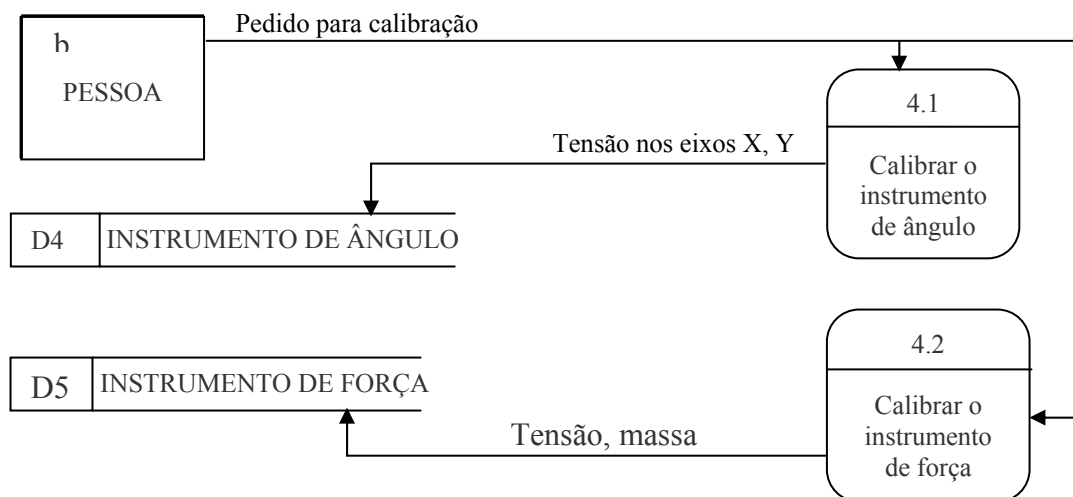 Pedido para calibração
b
PESSOA
4.1
Calibrar o
instrumento
de ângulo
Tensão nos eixos X, Y
D4 INSTRUMENTO DE ÂNGULO
4.2
Calibrar o
instrumento
de força
D5 INSTRUMENTO DE FORÇA
Tensão, massa